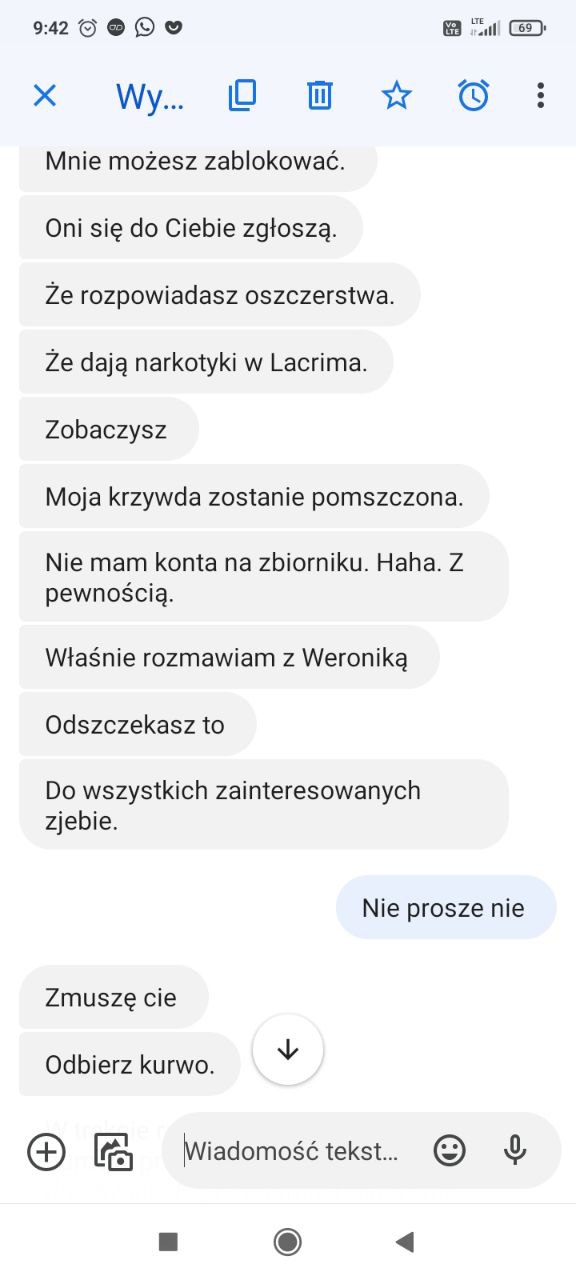 9:42
Vo
LTE
LTE
69
Wy...
Mnie możesz zablokować.
Oni się do Ciebie zgłoszą.
Że rozpowiadasz oszczerstwa.
Że dają narkotyki w Lacrima.
Zobaczysz
Moja krzywda zostanie pomszczona.
Nie mam konta na zbiorniku. Haha. Z
pewnością.
Właśnie rozmawiam z Weroniką
Odszczekasz to
Do wszystkich zainteresowanych
zjebie.
Nie prosze nie
Zmuszę cie
Odbierz kurwo.
Wiadomość tekst...